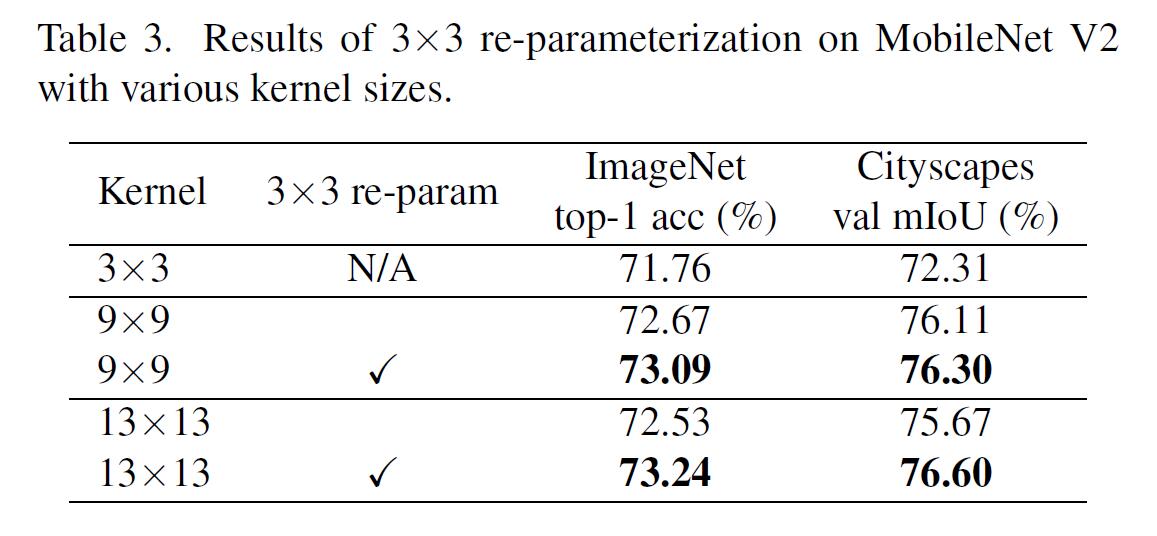 Table 3. Results of 3×3 re-parameterization on MobileNet V2
with various kernel sizes.
Kernel 3×3 re-param ImageNet top-1 acc (%) Cityscapes val mIoU (%)
3×3 N/A 71.76 72.31
9×9 72.67 76.11
9×9 ✓ 73.09 76.30
13×13 72.53 75.67
13×13 ✓ 73.24 76.60